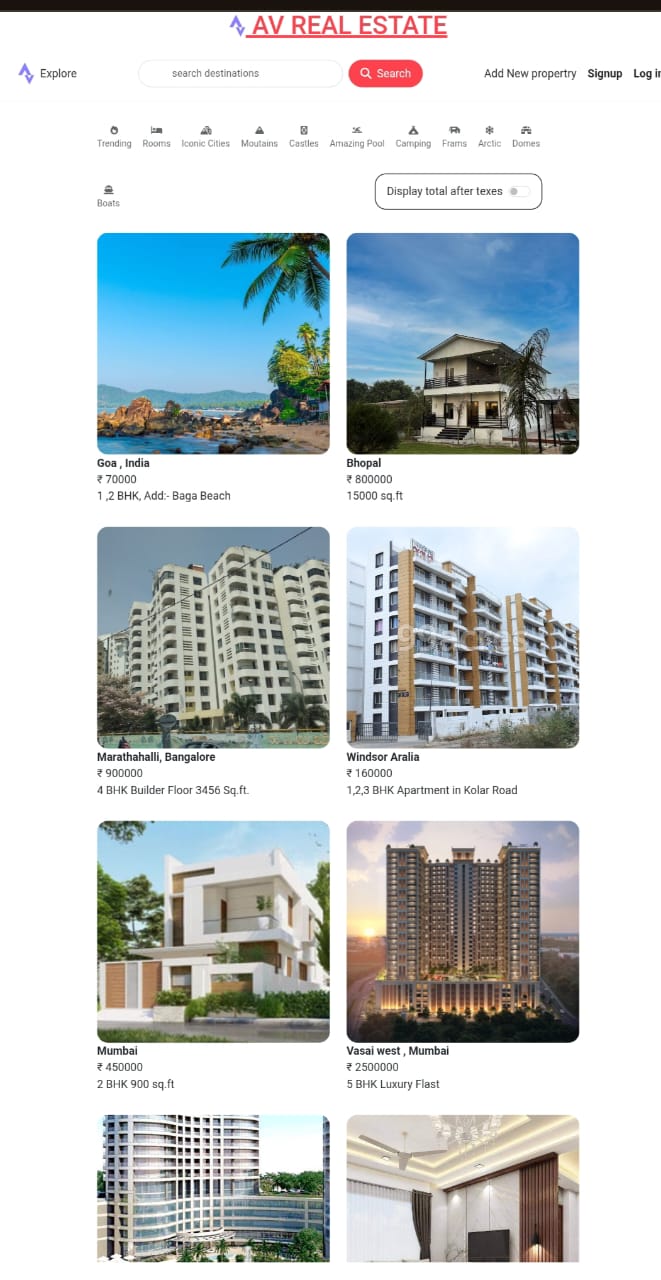 AV REAL ESTATE
Explore
search destinations
Search
Add New propertry
Signup
Log in
Trending
Rooms
Iconic Cities
Moutains
Castles
Amazing Pool
Camping
Frams
Arctic
Domes
Boats
Display total after texes
Goa , India
₹ 70000
1 ,2 BHK, Add:- Baga Beach
Bhopal
₹ 800000
15000 sq.ft
Marathahalli, Bangalore
₹ 900000
4 BHK Builder Floor 3456 Sq.ft.
Windsor Aralia
₹ 160000
1,2,3 BHK Apartment in Kolar Road
Mumbai
₹ 450000
2 BHK 900 sq.ft
Vasai west , Mumbai
₹ 2500000
5 BHK Luxury Flast